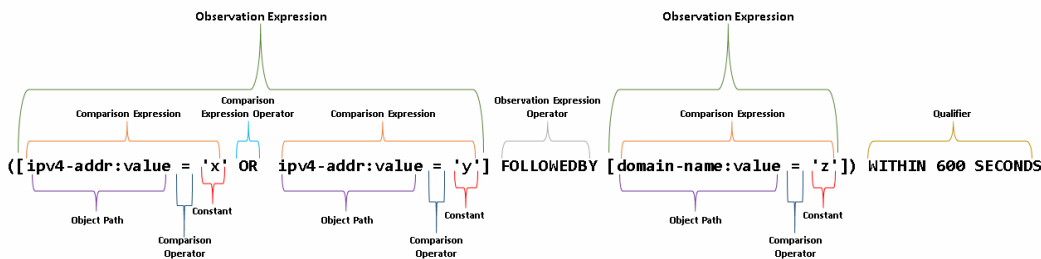 Observation Expression
Observation Expression
Comparison
Expression Operator
Observation Expression
Operator
Comparison Expression
Comparison Expression
Comparison Expression
Qualifier
([ipv4-addr:value = 'x' OR ipv4-addr:value = 'y'] FOLLOWEDBY [domain-name:value = 'z']) WITHIN 600 SECONDS
Object Path
Constant
Object Path
Constant
Object Path
Constant
Comparison
Operator
Comparison
Operator
Comparison
Operator